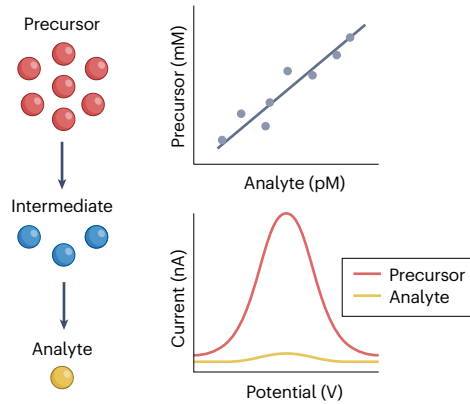 Precursor
Intermediate
Analyte
Precursor (mM)
Analyte (pM)
Current (nA)
Potential (V)
Precursor
Analyte